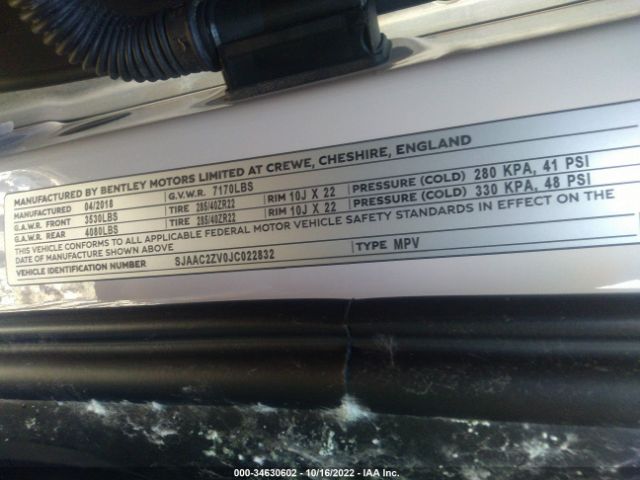 MANUFACTURED BY BENTLEY MOTORS LIMITED AT CREWE, CHESHIRE, ENGLAND
MANUFACTURED 04/2018 G.V.W.R. 7170LBS
G.A.W.R. FRONT 3530LBS TIRE 285/40ZR22 RIM 10J X 22 PRESSURE (COLD) 280 KPA, 41 PSI
G.A.W.R. REAR 4080LBS TIRE 285/40ZR22 RIM 10J X 22 PRESSURE (COLD) 330 KPA, 48 PSI
THIS VEHICLE CONFORMS TO ALL APPLICABLE FEDERAL MOTOR VEHICLE SAFETY STANDARDS IN EFFECT ON THE
DATE OF MANUFACTURE SHOWN ABOVE
VEHICLE IDENTIFICATION NUMBER SJAAC2ZV0JC022832 TYPE MPV
000-34630602 - 10/16/2022 - IAA Inc.